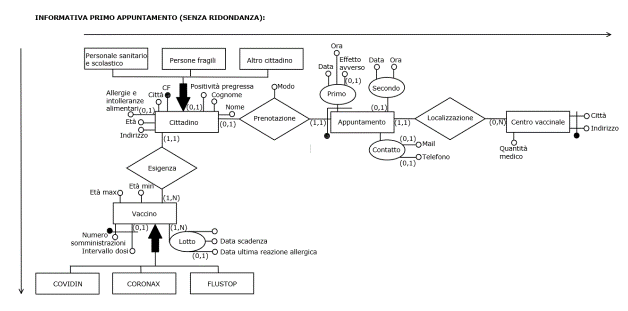 INFORMATIVA PRIMO APPUNTAMENTO (SENZA RIDONDANZA):
Personale sanitario
e scolastico
Persone fragili
Altro cittadino
Ora
Data
Effetto
avverso
(0,1)
Data
Ora
Primo
Secondo
Allergie e
intolleranze
alimentari
(0,1)
Città
CF
Positività pregressa
(0,1)
Cognome
Nome
Modo
Età
Indirizzo
Cittadino
(0,1)
Prenotazione
(1,1)
Appuntamento
(0,1)
(1,1)
Localizzazione
(0,N)
Centro vaccinale
Città
Indirizzo
Quantità
medico
Contatto
(0,1)
Mail
Telefono
(0,1)
(1,1)
Esigenza
Età max
Età min
(1,N)
Vaccino
Numero
somministrazioni
(0,1)
Intervallo dosi
(1,N)
Lotto
Data scadenza
Data ultima reazione allergica
(0,1)
COVIDIN
CORONAX
FLUSTOP